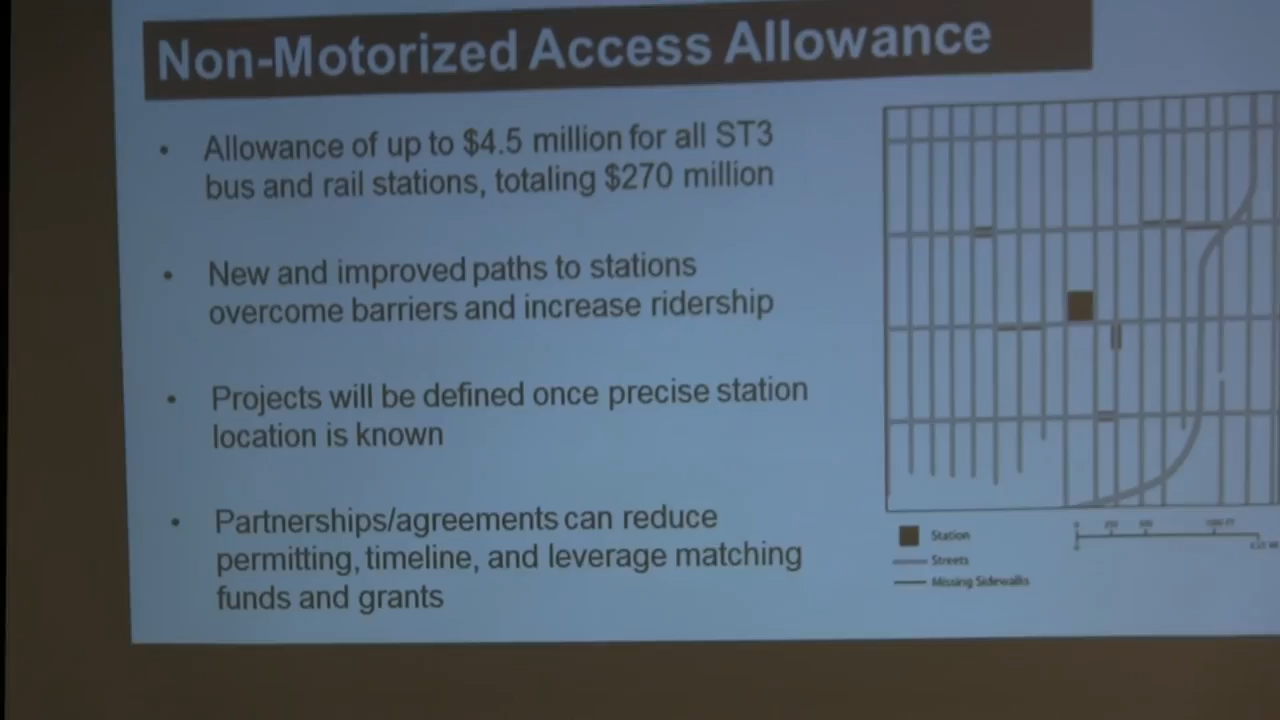 Non-Motorized Access Allowance
• Allowance of up to $4.5 million for all ST3
bus and rail stations, totaling $270 million
• New and improved paths to stations
overcome barriers and increase ridership
• Projects will be defined once precise station
location is known
• Partnerships/agreements can reduce
permitting, timeline, and leverage matching
funds and grants
Station
Streets
Missing Sidewalks